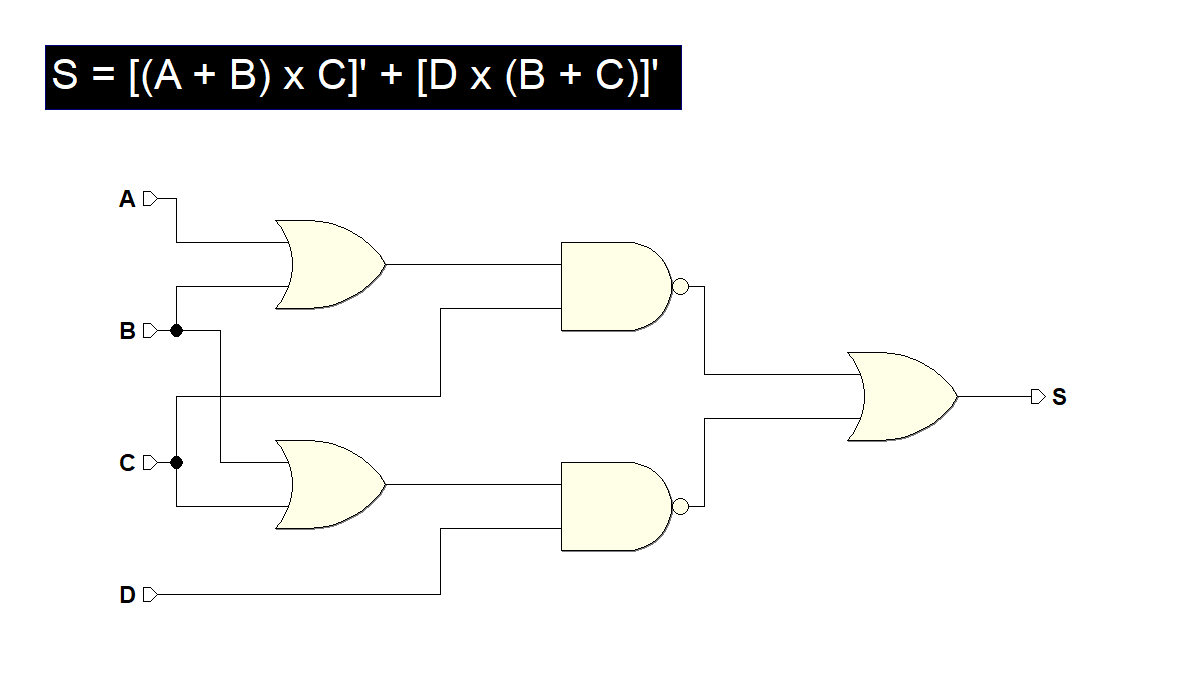 S = [(A + B) x C]' + [D x (B + C)]'
A
B
C
D
S